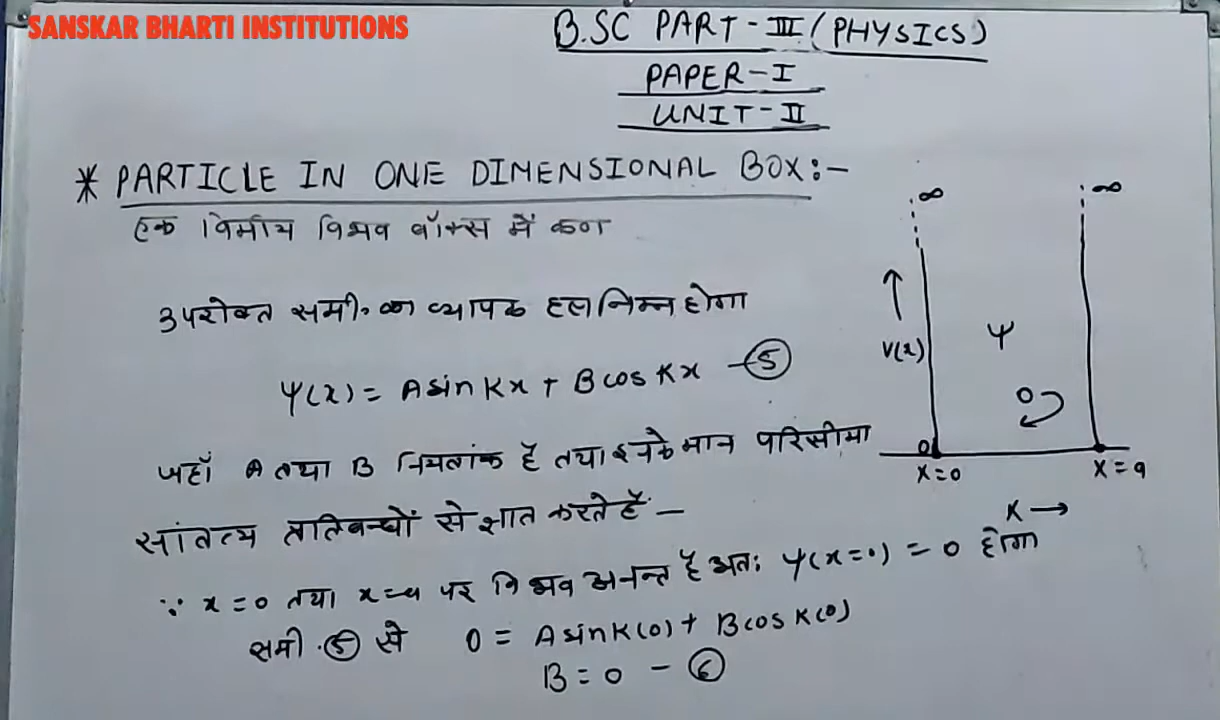 SANSKAR BHARTI INSTITUTIONS
B.SC PART-III (PHYSICS)
PAPER-I
UNIT-II
* PARTICLE IN ONE DIMENSIONAL BOX:-
एक विमीय विभव बॉक्स में कण
उपरोक्त समी. का व्यापक हल निम्न होगा
ψ(x) = A sin Kx + B cos Kx -⑤
जहाँ A तथा B नियतांक हैं तथा इनके मान परिसीमा
सांतत्य प्रतिबन्धों से ज्ञात करते हैं. -
∵ x=0 तथा x=a पर विभव अनन्त है अतः ψ(x=0) = 0 होगा
समी. ⑤ से 0 = A sin K(0) + B cos K(0)
B = 0 - ⑥
∞ ∞
V(x) ψ
0
X=0 X=a
X →